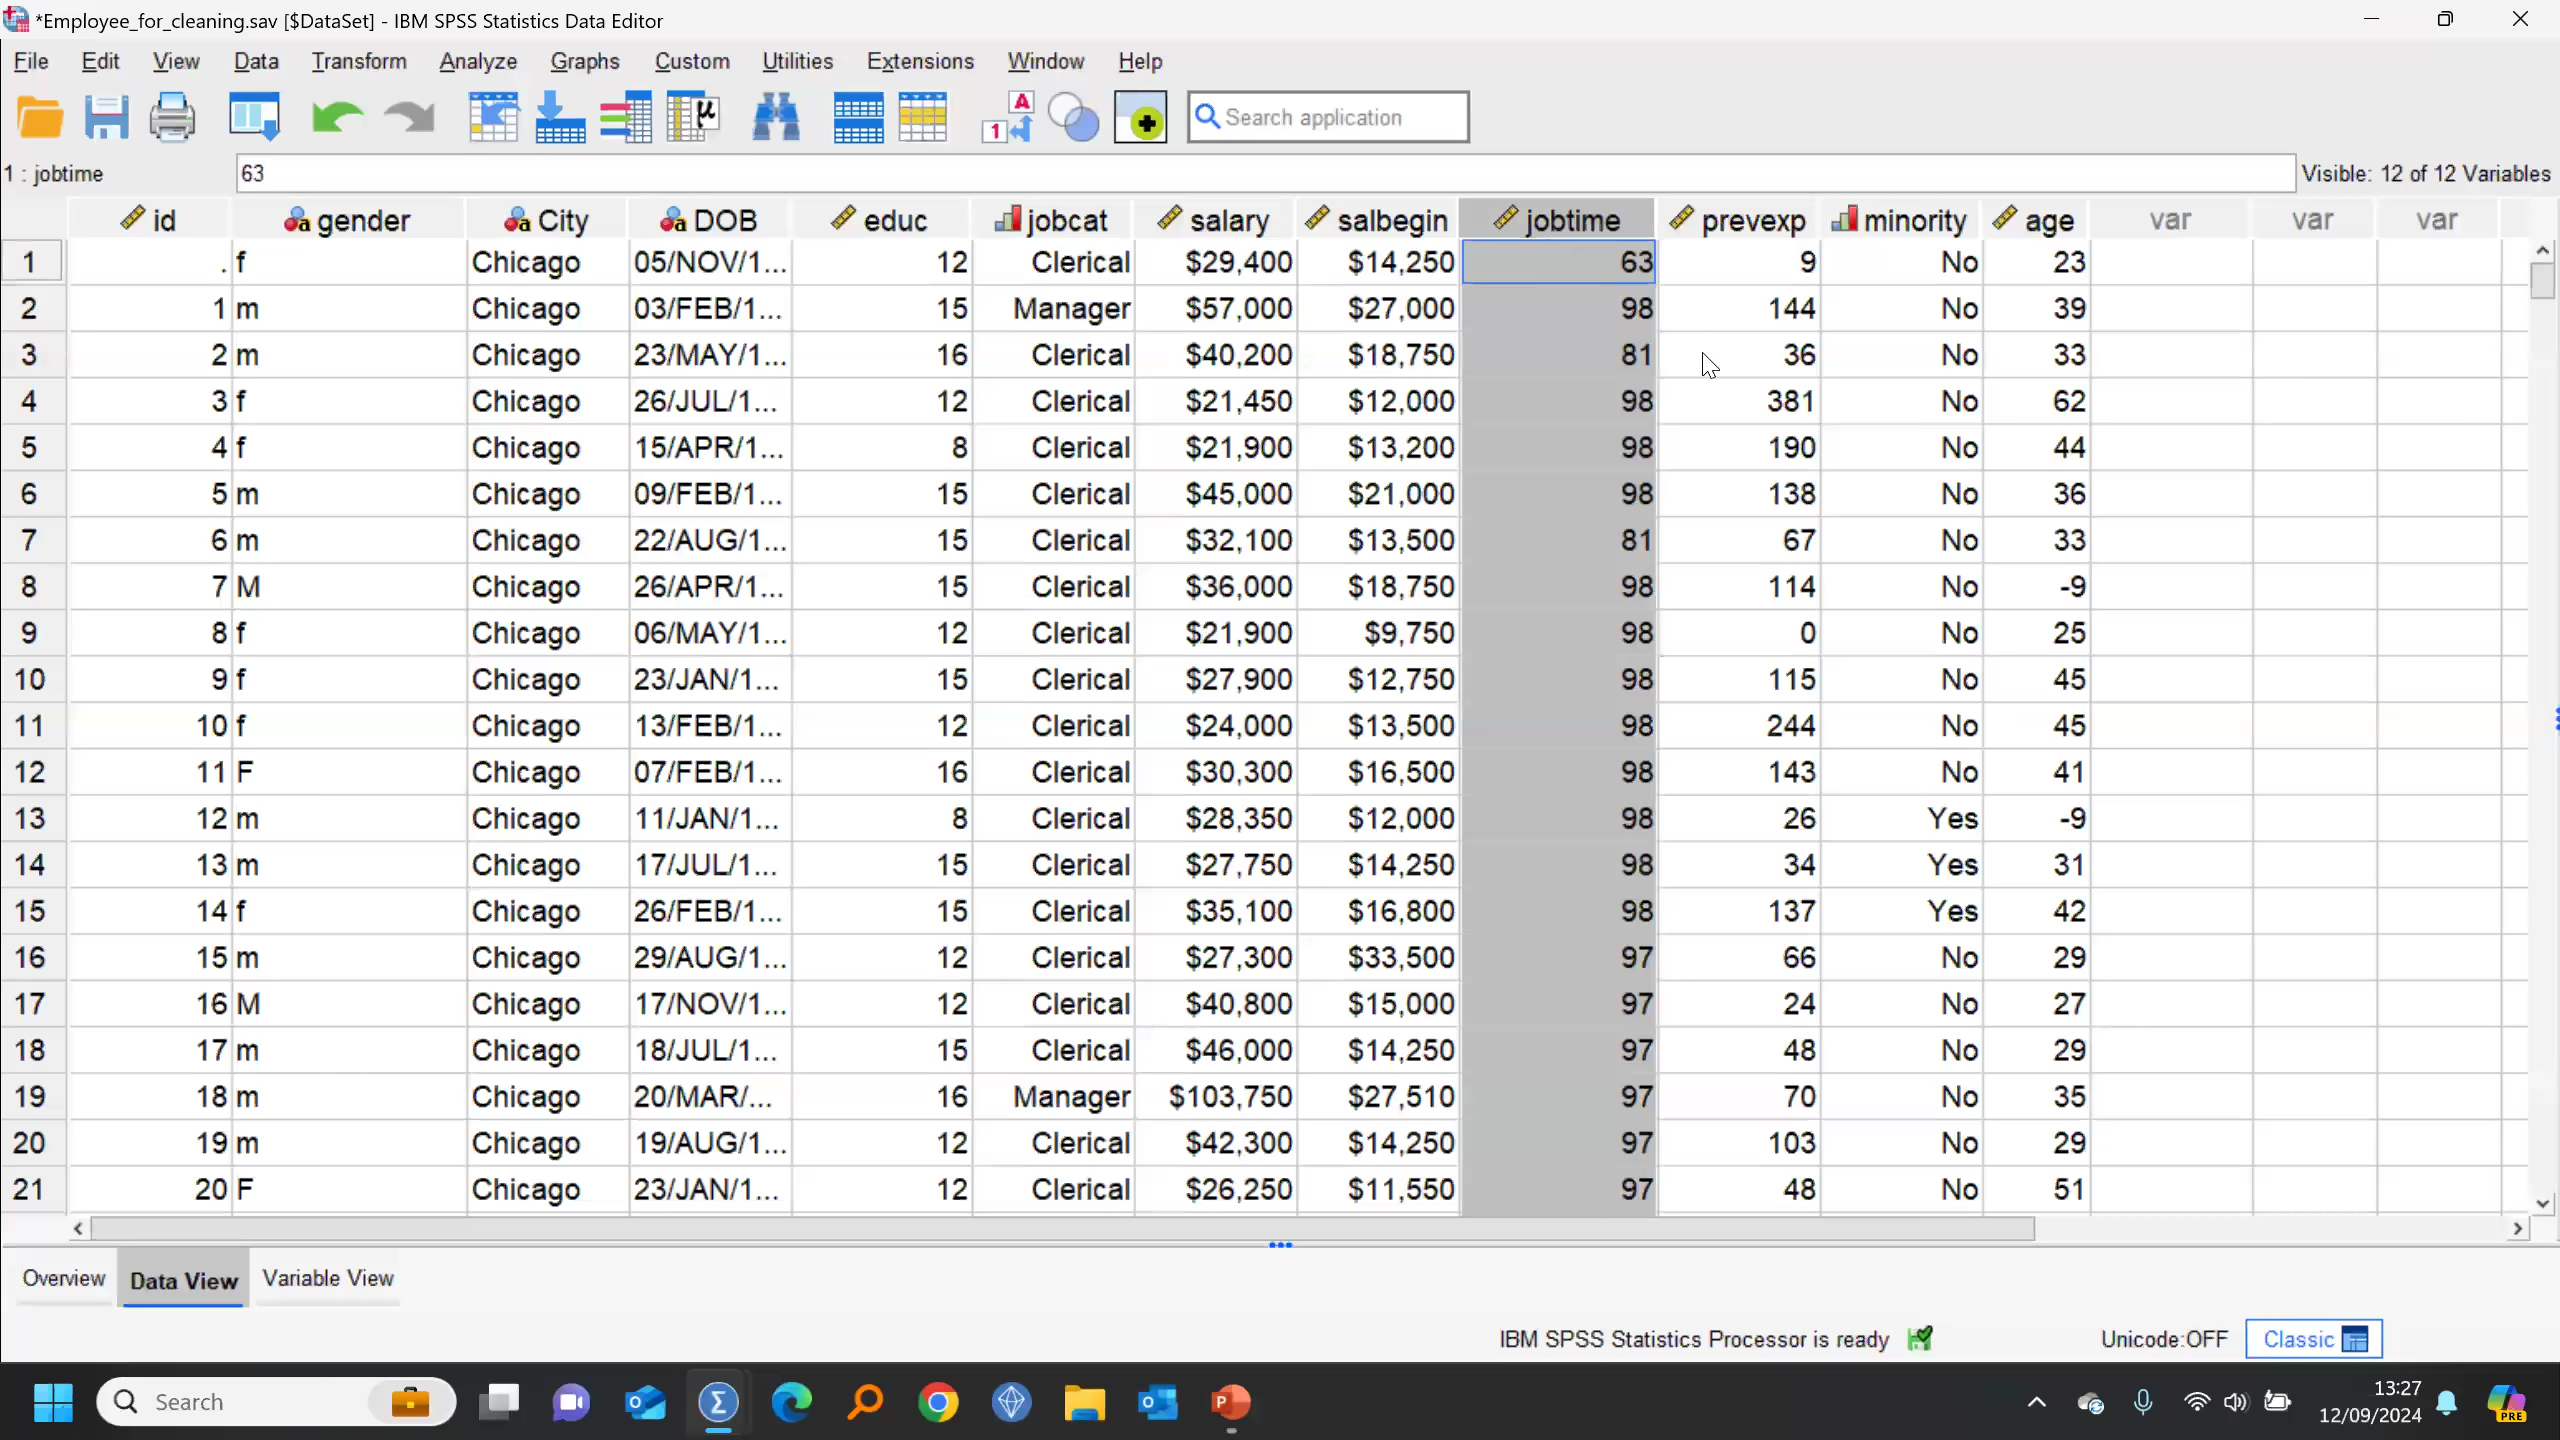 *Employee_for_cleaning.sav [$DataSet] - IBM SPSS Statistics Data Editor
File Edit View Data Transform Analyze Graphs Custom Utilities Extensions Window Help
µ A 1 Search application
1 : jobtime 63 Visible: 12 of 12 Variables
id a gender a City a DOB educ jobcat salary salbegin jobtime prevexp minority age var var var
1 . f Chicago 05/NOV/1... 12 Clerical $29,400 $14,250 63 9 No 23
2 1 m Chicago 03/FEB/1... 15 Manager $57,000 $27,000 98 144 No 39
3 2 m Chicago 23/MAY/1... 16 Clerical $40,200 $18,750 81 36 No 33
4 3 f Chicago 26/JUL/1... 12 Clerical $21,450 $12,000 98 381 No 62
5 4 f Chicago 15/APR/1... 8 Clerical $21,900 $13,200 98 190 No 44
6 5 m Chicago 09/FEB/1... 15 Clerical $45,000 $21,000 98 138 No 36
7 6 m Chicago 22/AUG/1... 15 Clerical $32,100 $13,500 81 67 No 33
8 7 M Chicago 26/APR/1... 15 Clerical $36,000 $18,750 98 114 No -9
9 8 f Chicago 06/MAY/1... 12 Clerical $21,900 $9,750 98 0 No 25
10 9 f Chicago 23/JAN/1... 15 Clerical $27,900 $12,750 98 115 No 45
11 10 f Chicago 13/FEB/1... 12 Clerical $24,000 $13,500 98 244 No 45
12 11 F Chicago 07/FEB/1... 16 Clerical $30,300 $16,500 98 143 No 41
13 12 m Chicago 11/JAN/1... 8 Clerical $28,350 $12,000 98 26 Yes -9
14 13 m Chicago 17/JUL/1... 15 Clerical $27,750 $14,250 98 34 Yes 31
15 14 f Chicago 26/FEB/1... 15 Clerical $35,100 $16,800 98 137 Yes 42
16 15 m Chicago 29/AUG/1... 12 Clerical $27,300 $33,500 97 66 No 29
17 16 M Chicago 17/NOV/1... 12 Clerical $40,800 $15,000 97 24 No 27
18 17 m Chicago 18/JUL/1... 15 Clerical $46,000 $14,250 97 48 No 29
19 18 m Chicago 20/MAR/... 16 Manager $103,750 $27,510 97 70 No 35
20 19 m Chicago 19/AUG/1... 12 Clerical $42,300 $14,250 97 103 No 29
21 20 F Chicago 23/JAN/1... 12 Clerical $26,250 $11,550 97 48 No 51
Overview Data View Variable View
IBM SPSS Statistics Processor is ready Unicode:OFF Classic
Search 13:27
12/09/2024 PRE